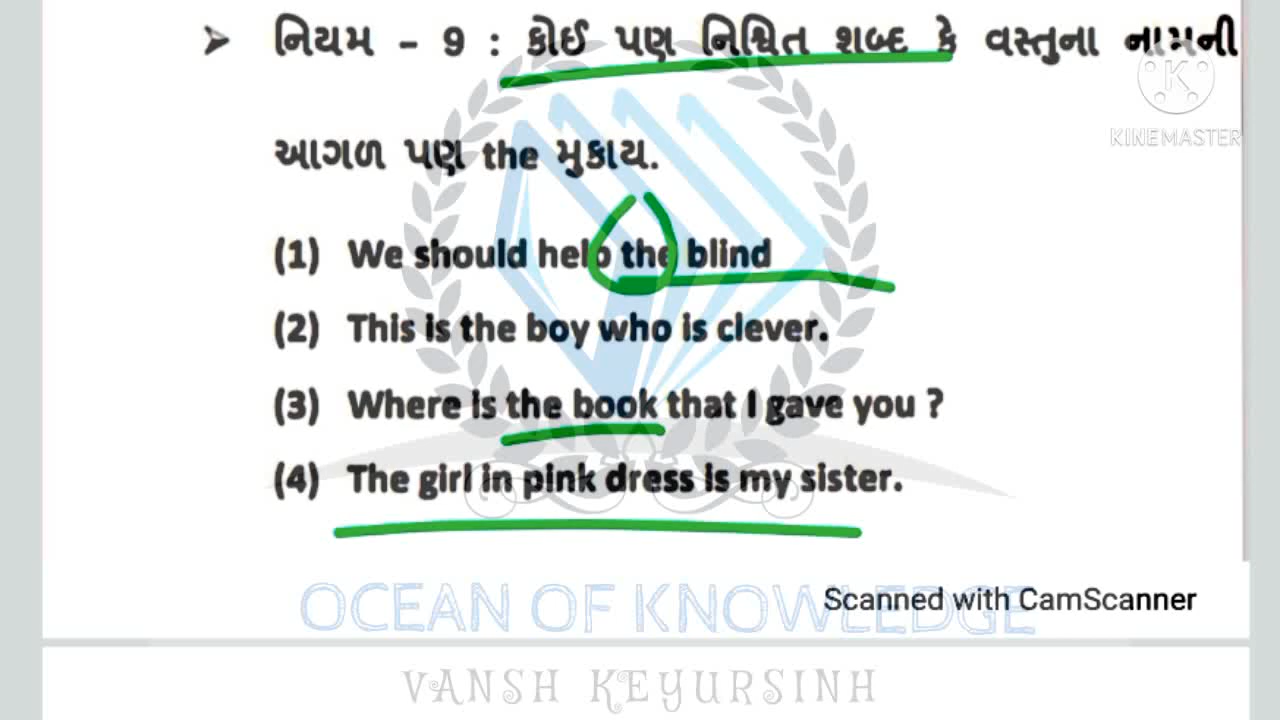 ➤ નિયમ - 9 : કોઈ પણ નિશ્ચિત શબ્દ કે વસ્તુના નામની
KINEMASTER
આગળ પણ the મુકાય.
(1) We should help the blind
(2) This is the boy who is clever.
(3) Where is the book that I gave you ?
(4) The girl in pink dress is my sister.
OCEAN OF KNOWLEDGE
Scanned with CamScanner
VANSH KEYURSINH